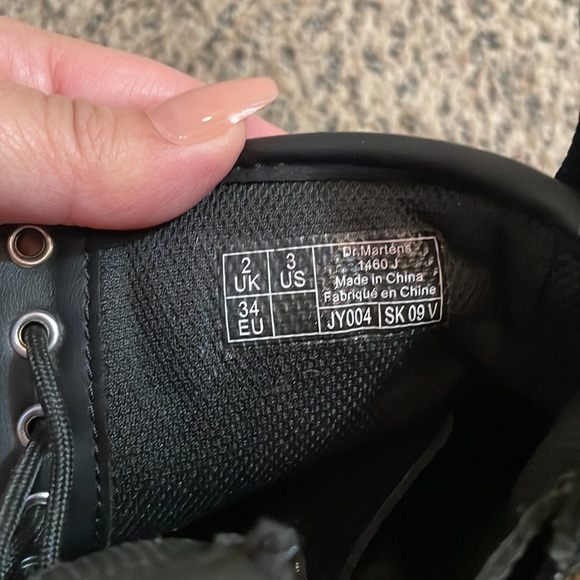 2 UK
3 US
34 EU
Dr.Martens
1460 J
Made in China
Fabriqué en Chine
JY004 SK 09 V